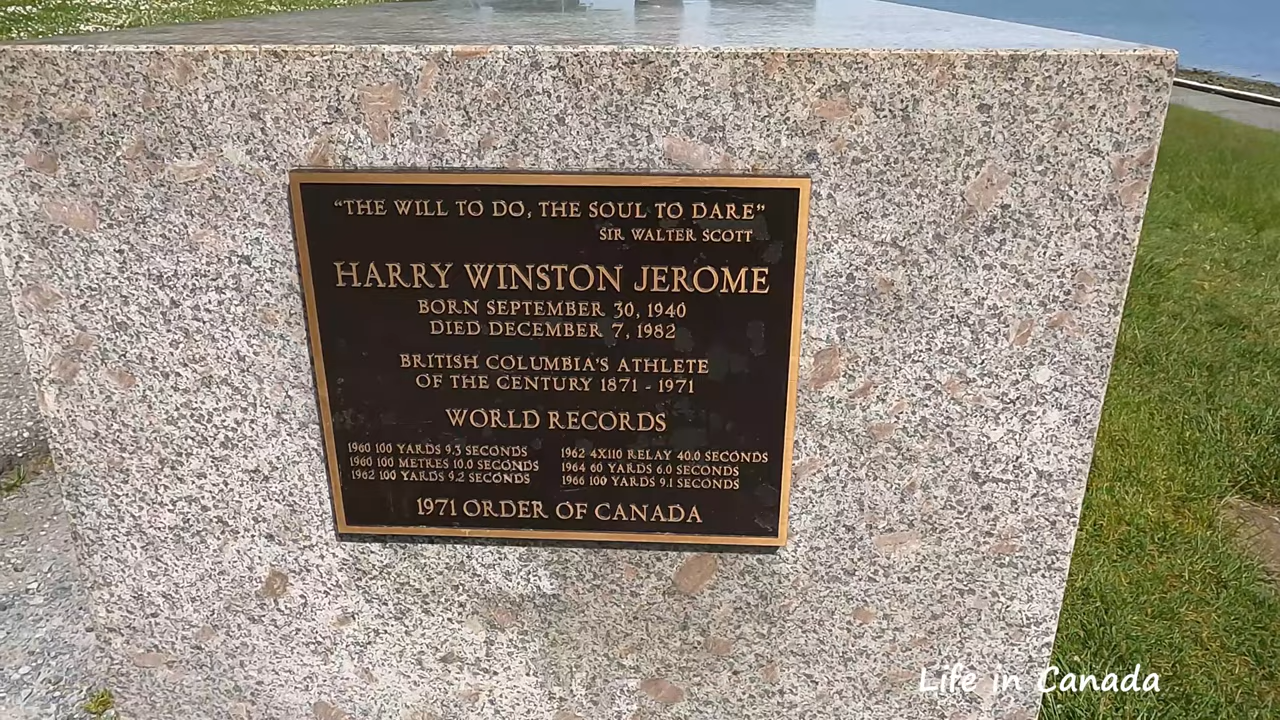 “THE WILL TO DO, THE SOUL TO DARE”
SIR WALTER SCOTT
HARRY WINSTON JEROME
BORN SEPTEMBER 30, 1940
DIED DECEMBER 7, 1982
BRITISH COLUMBIA'S ATHLETE
OF THE CENTURY 1871 - 1971
WORLD RECORDS
1960 100 YARDS 9.3 SECONDS
1960 100 METRES 10.0 SECONDS
1962 100 YARDS 9.2 SECONDS
1962 4X110 RELAY 40.0 SECONDS
1964 60 YARDS 6.0 SECONDS
1966 100 YARDS 9.1 SECONDS
1971 ORDER OF CANADA
Life in Canada